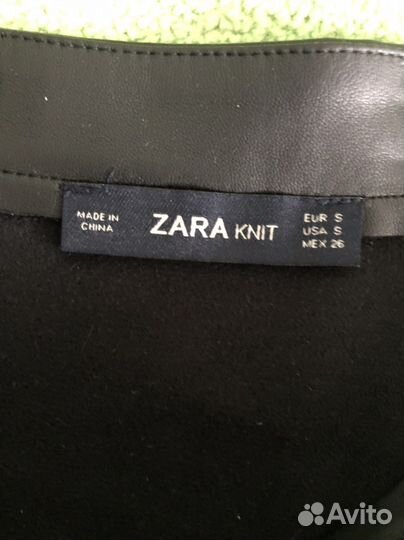 MADE IN
CHINA
ZARA KNIT
EUR S
USA S
MEX 26
Avito